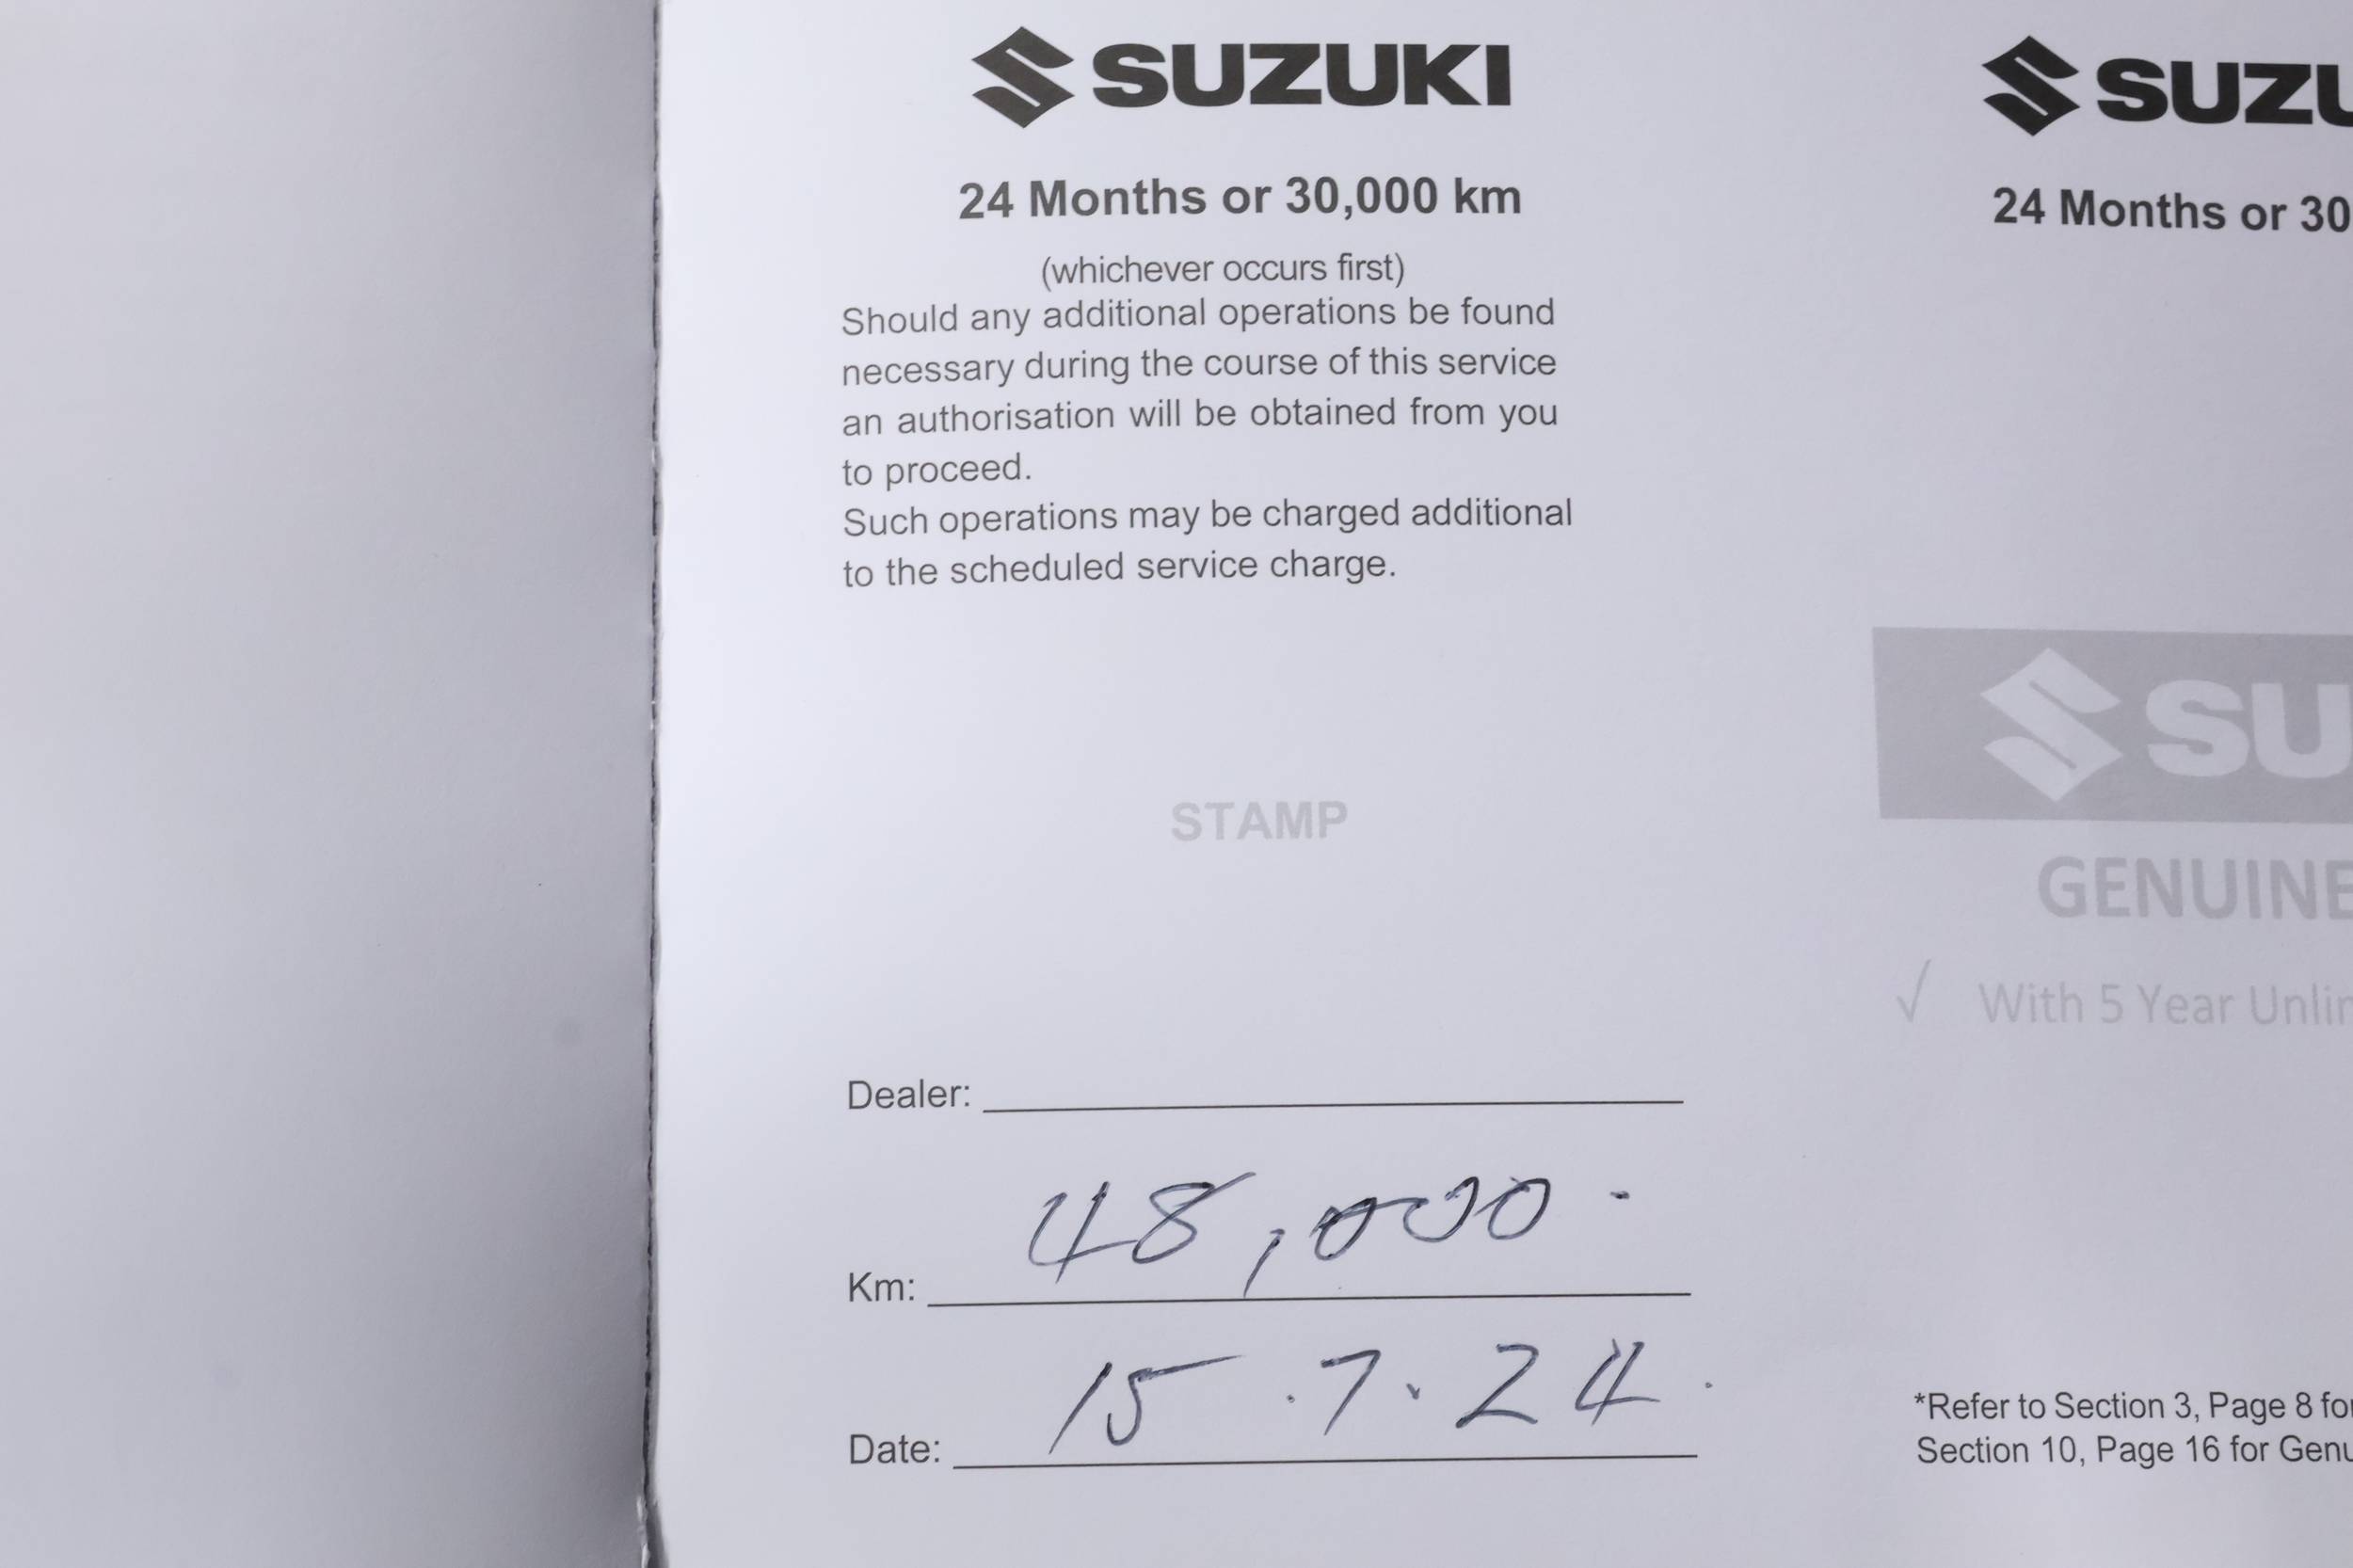 SUZUKI
24 Months or 30,000 km
(whichever occurs first)
Should any additional operations be found
necessary during the course of this service
an authorisation will be obtained from you
to proceed.
Such operations may be charged additional
to the scheduled service charge.
STAMP
Dealer:
Km: 48,000.
Date: 15.7.24.
SUZU
24 Months or 30
SU
GENUINE
√ With 5 Year Unlim
*Refer to Section 3, Page 8 for
Section 10, Page 16 for Genu